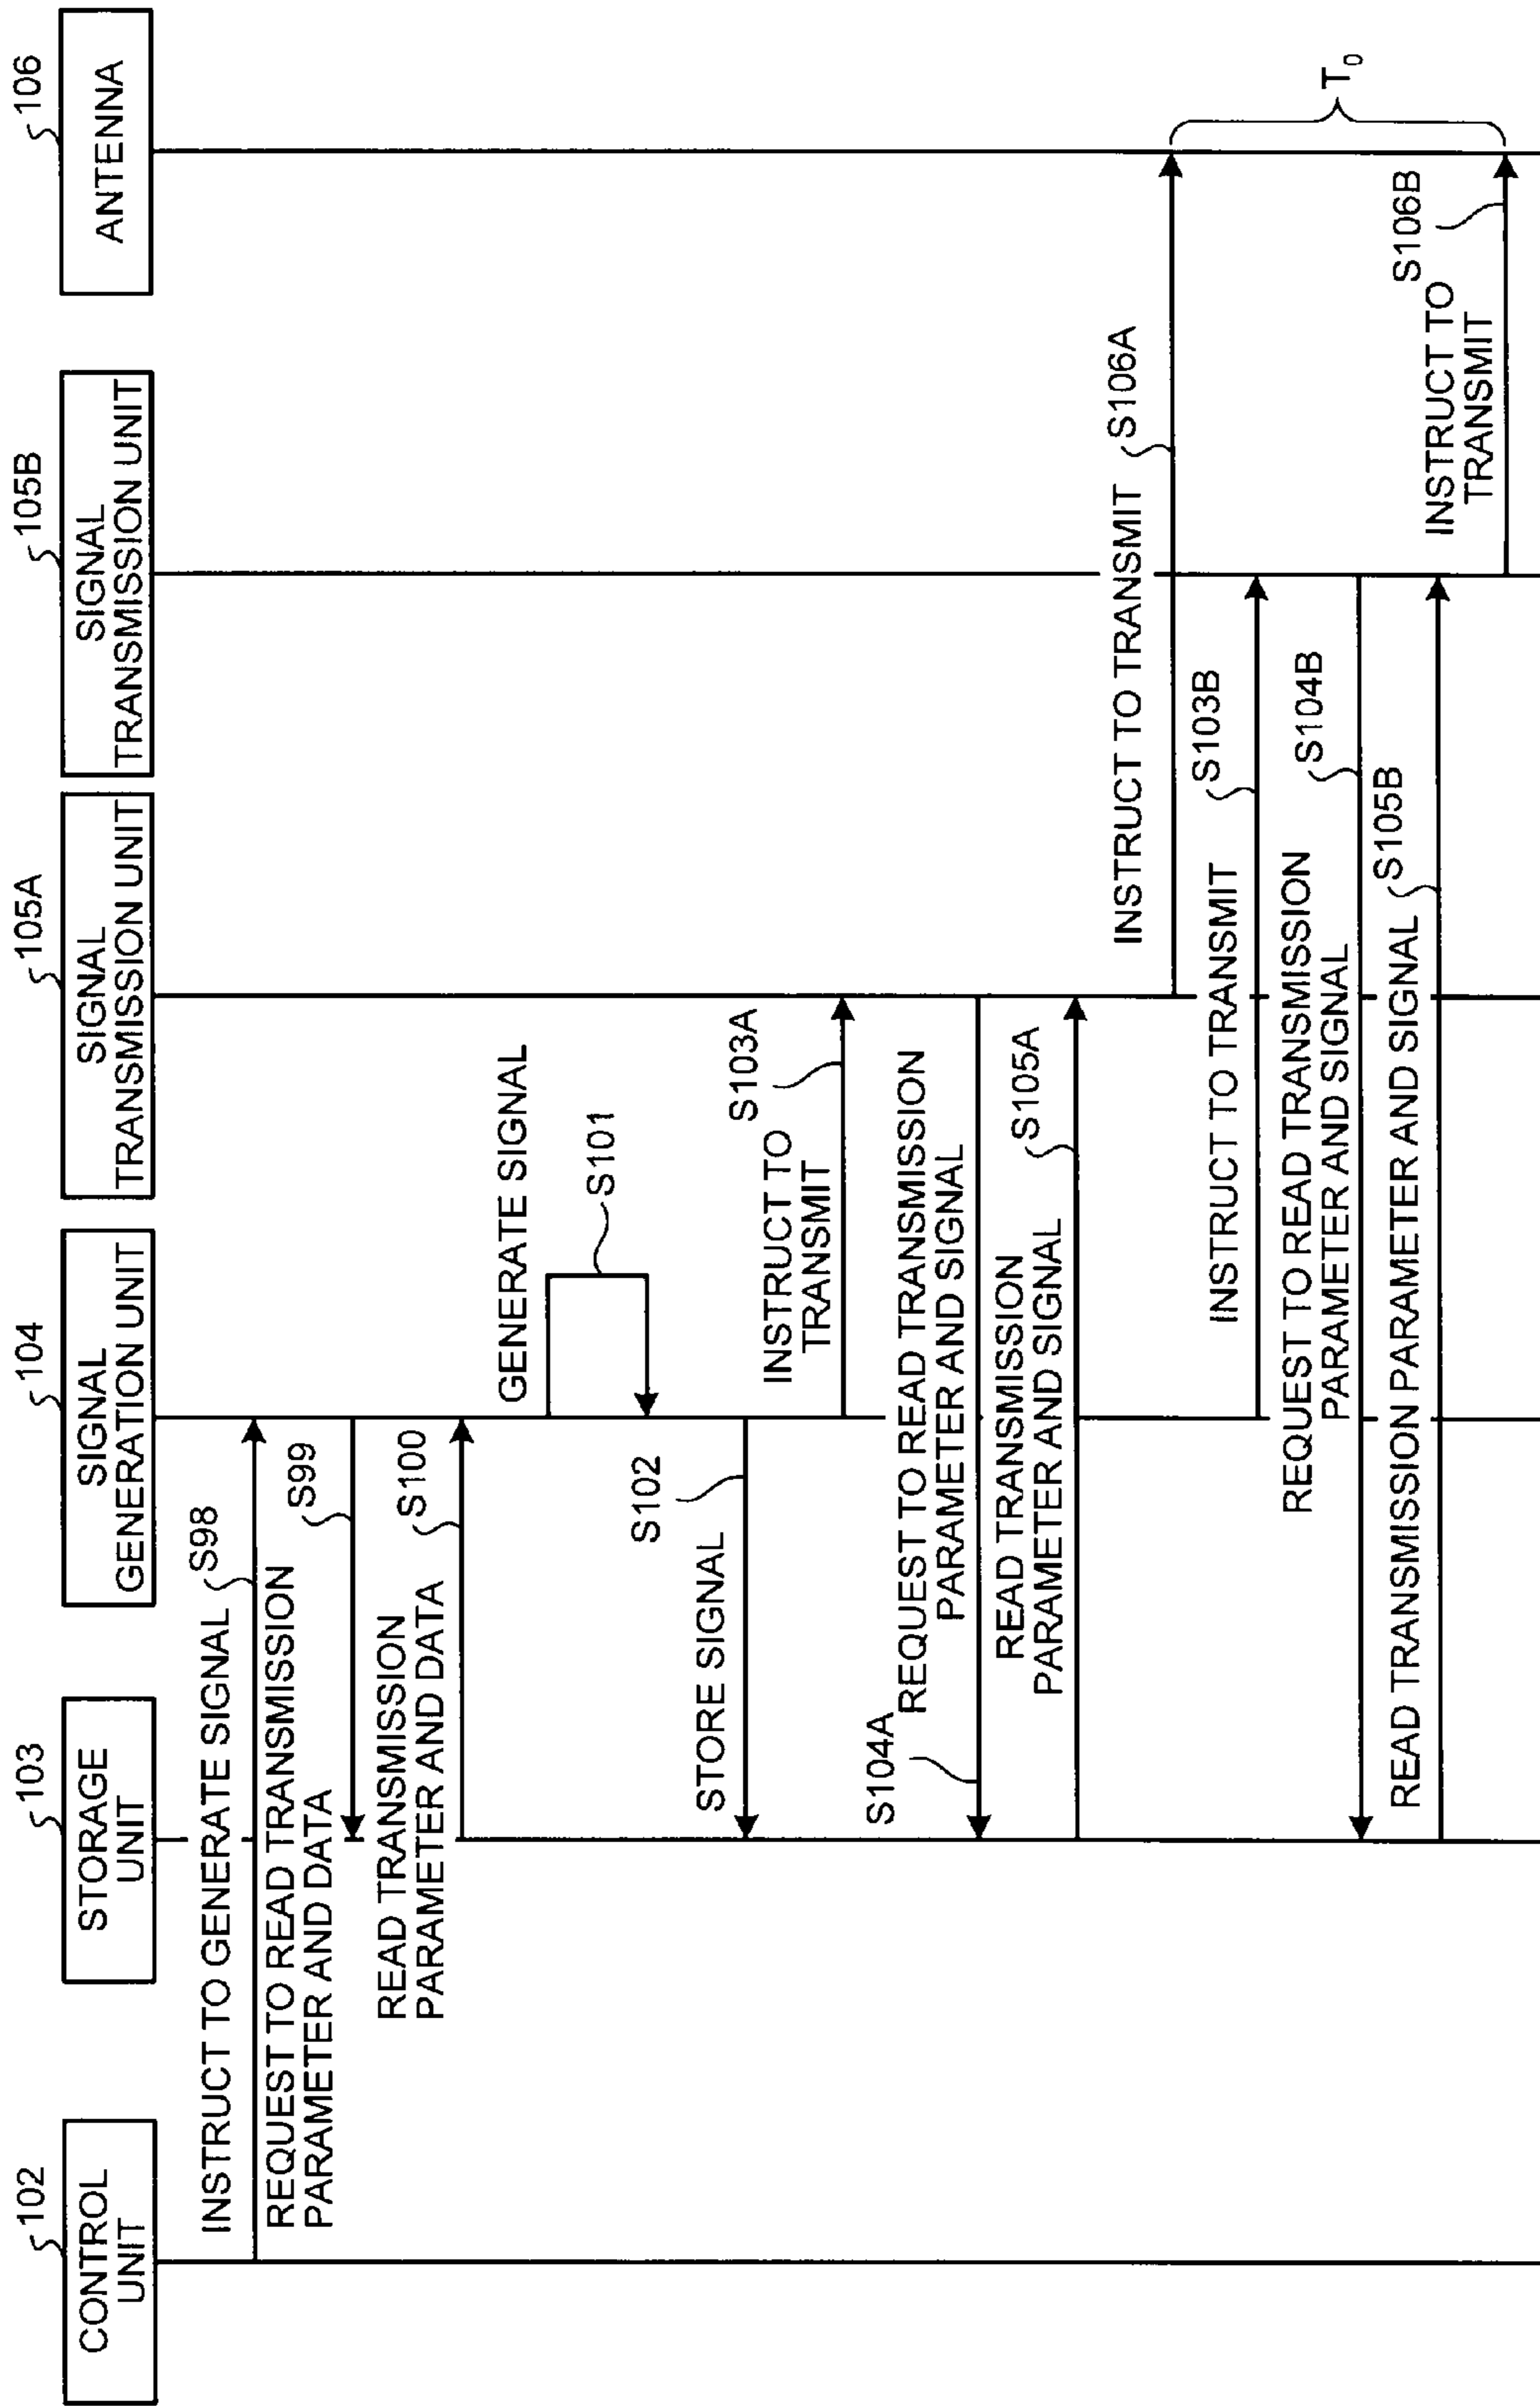 102
CONTROL
UNIT
103
STORAGE
UNIT
104
SIGNAL
GENERATION UNIT
105A
SIGNAL
TRANSMISSION UNIT
105B
SIGNAL
TRANSMISSION UNIT
106
ANTENNA
INSTRUCT TO GENERATE SIGNAL
S98
REQUEST TO READ TRANSMISSION
PARAMETER AND DATA
S99
READ TRANSMISSION
PARAMETER AND DATA
S100
GENERATE SIGNAL
S101
STORE SIGNAL
S102
INSTRUCT TO
TRANSMIT
S103A
S104A
REQUEST TO READ TRANSMISSION
PARAMETER AND SIGNAL
READ TRANSMISSION
PARAMETER AND SIGNAL
S105A
INSTRUCT TO TRANSMIT
S106A
INSTRUCT TO TRANSMIT
S103B
REQUEST TO READ TRANSMISSION
PARAMETER AND SIGNAL
S104B
READ TRANSMISSION PARAMETER AND SIGNAL
S105B
INSTRUCT TO
TRANSMIT
S106B
T₀